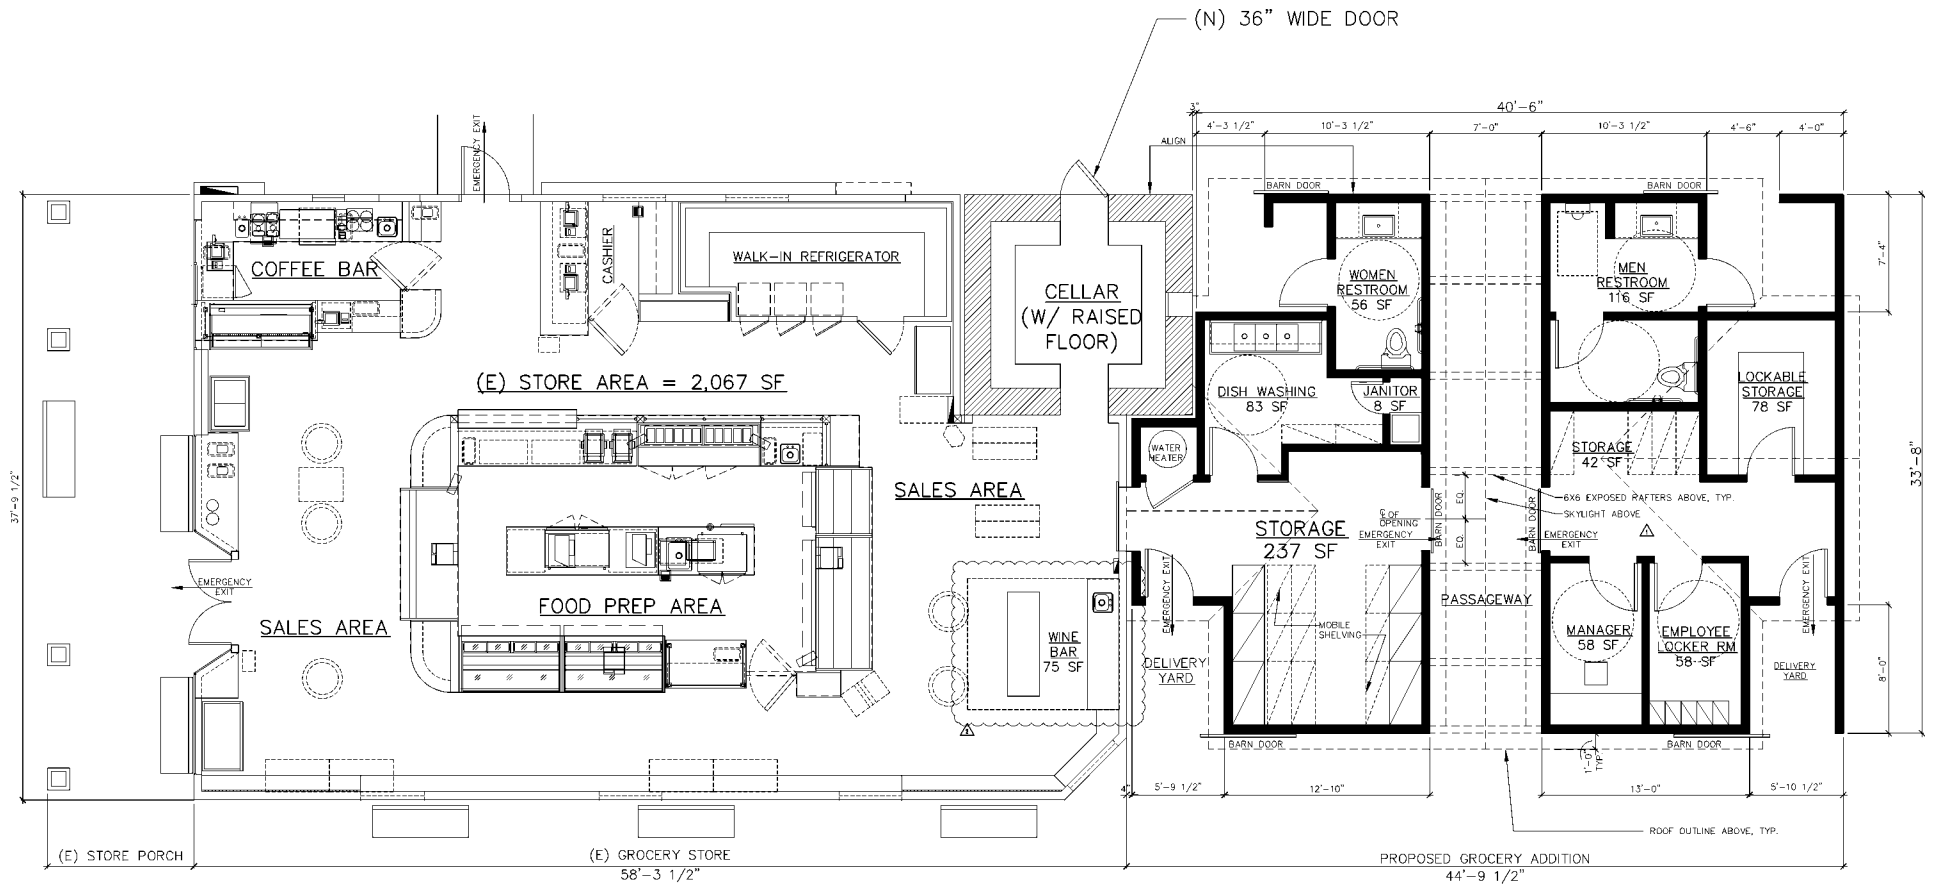 (N) 36" WIDE DOOR
3"
40'-6"
4'-3 1/2"
10'-3 1/2"
7'-0"
10'-3 1/2"
4'-6"
4'-0"
ALIGN
EMERGENCY EXIT
BARN DOOR
BARN DOOR
COFFEE BAR
CASHIER
WALK-IN REFRIGERATOR
CELLAR
(W/ RAISED
FLOOR)
WOMEN
RESTROOM
56 SF
MEN
RESTROOM
116 SF
7'-4"
(E) STORE AREA = 2,067 SF
DISH WASHING
83 SF
JANITOR
8 SF
LOCKABLE
STORAGE
78 SF
WATER
HEATER
STORAGE
42 SF
33'-8"
37'-9 1/2"
SALES AREA
6X6 EXPOSED RAFTERS ABOVE, TYP.
SKYLIGHT ABOVE
EQ.
EQ.
BARN DOOR
BARN DOOR
STORAGE
237 SF
℄ OF
OPENING
EMERGENCY
EXIT
EMERGENCY
EXIT
1
EMERGENCY
EXIT
FOOD PREP AREA
SALES AREA
EMERGENCY EXIT
EMERGENCY EXIT
PASSAGEWAY
MOBILE
SHELVING
WINE
BAR
75 SF
MANAGER
58 SF
EMPLOYEE
LOCKER RM
58 SF
DELIVERY
YARD
DELIVERY
YARD
8'-0"
1
BARN DOOR
BARN DOOR
1'-0"
TYP.
4"
5'-9 1/2"
12'-10"
13'-0"
5'-10 1/2"
ROOF OUTLINE ABOVE, TYP.
(E) STORE PORCH
(E) GROCERY STORE
58'-3 1/2"
PROPOSED GROCERY ADDITION
44'-9 1/2"